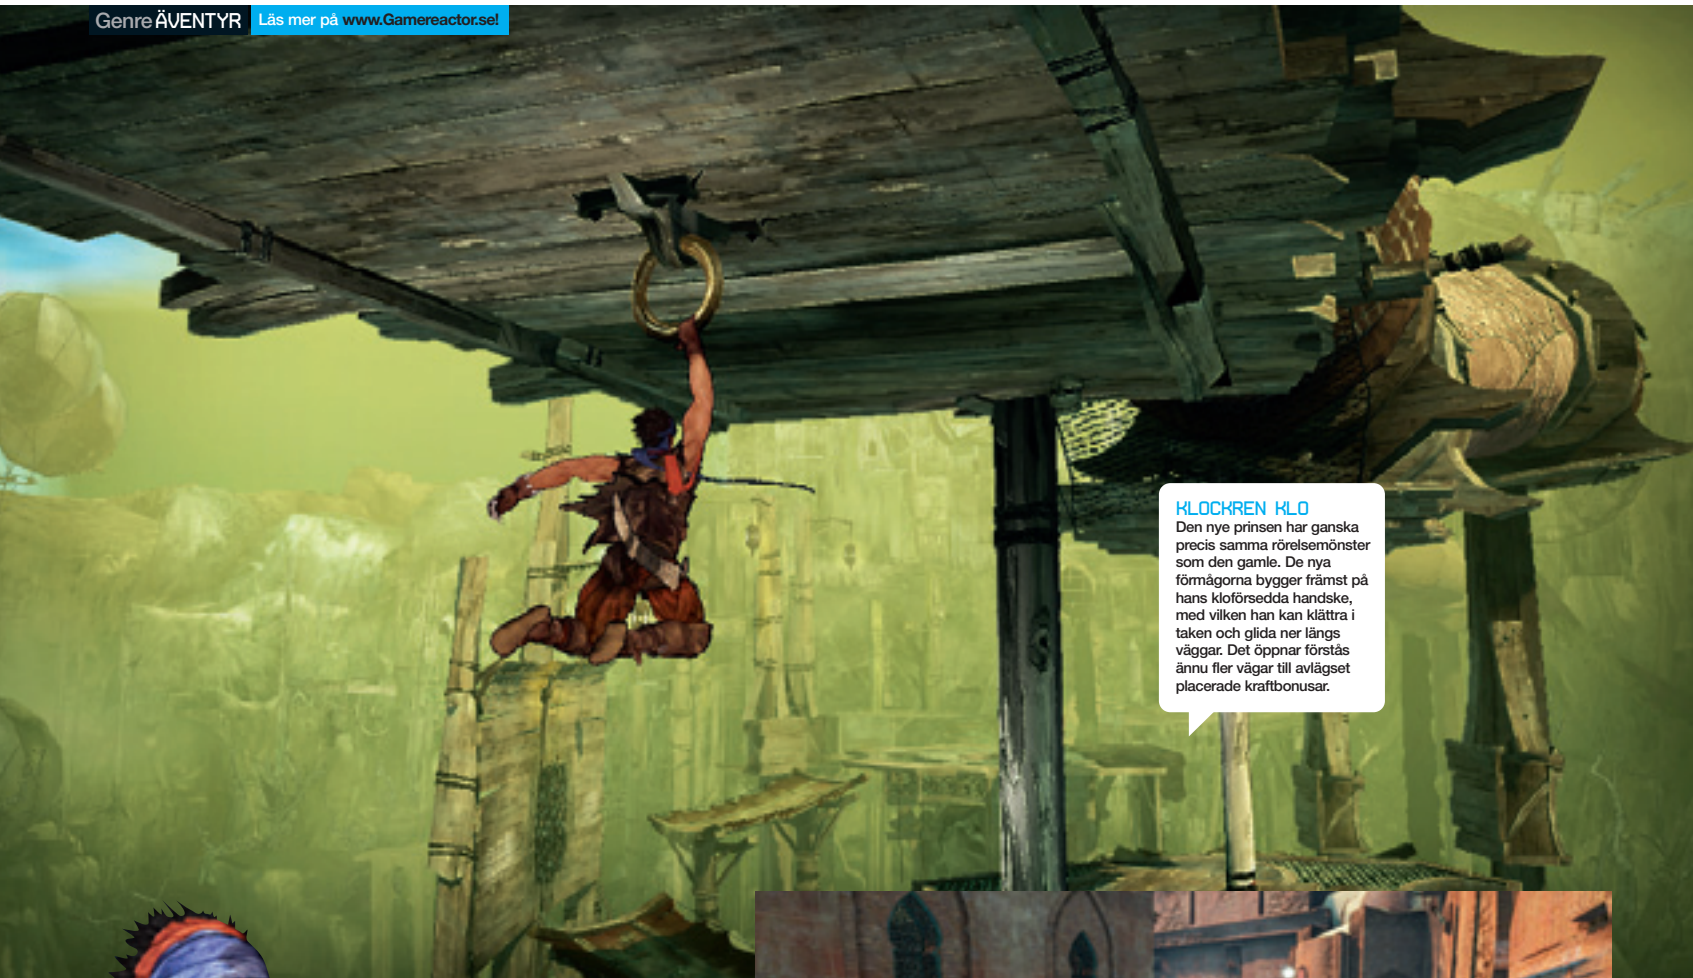 Genre ÄVENTYR Läs mer på www.Gamereactor.se!
KLOCKREN KLO
Den nye prinsen har ganska
precis samma rörelsemönster
som den gamle. De nya
förmågorna bygger främst på
hans kloförsedda handske,
med vilken han kan klättra i
taken och glida ner längs
väggar. Det öppnar förstås
ännu fler vägar till avlägset
placerade kraftbonusar.